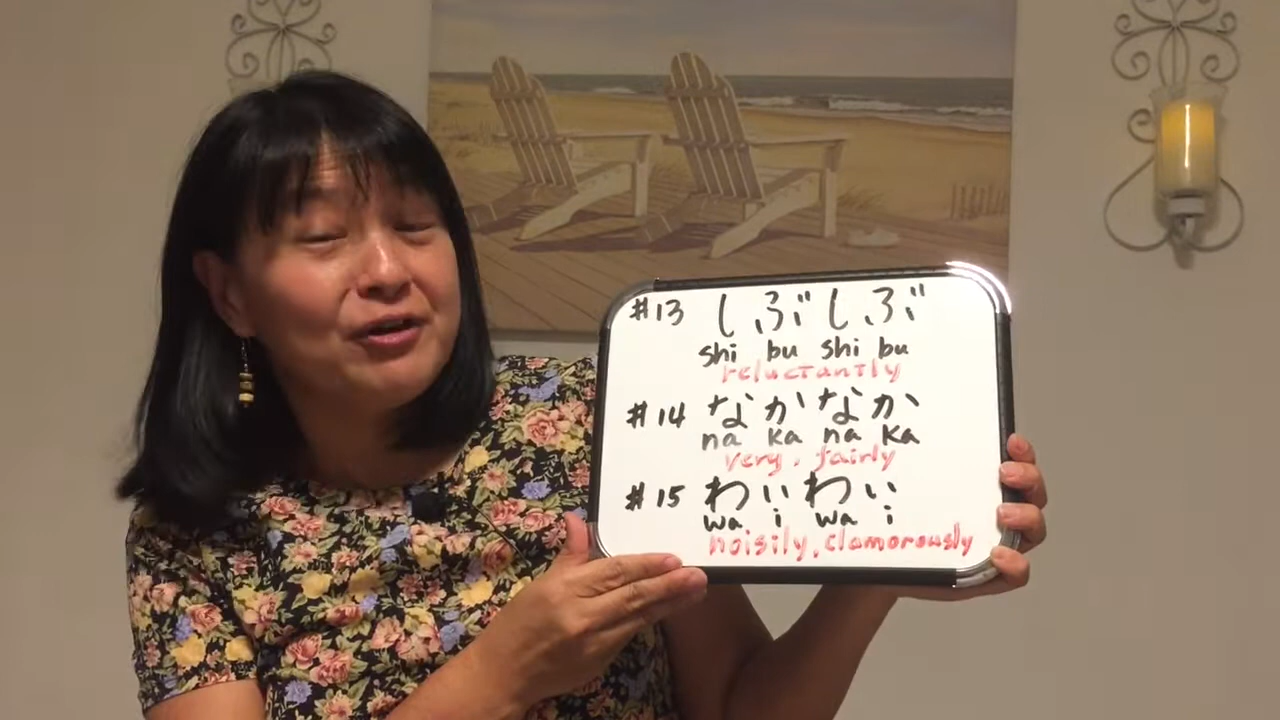 #13 しぶしぶ
shi bu shi bu
reluctantly
#14 なかなか
na ka na ka
very, fairly
#15 わいわい
wa i wa i
noisily, clamorously